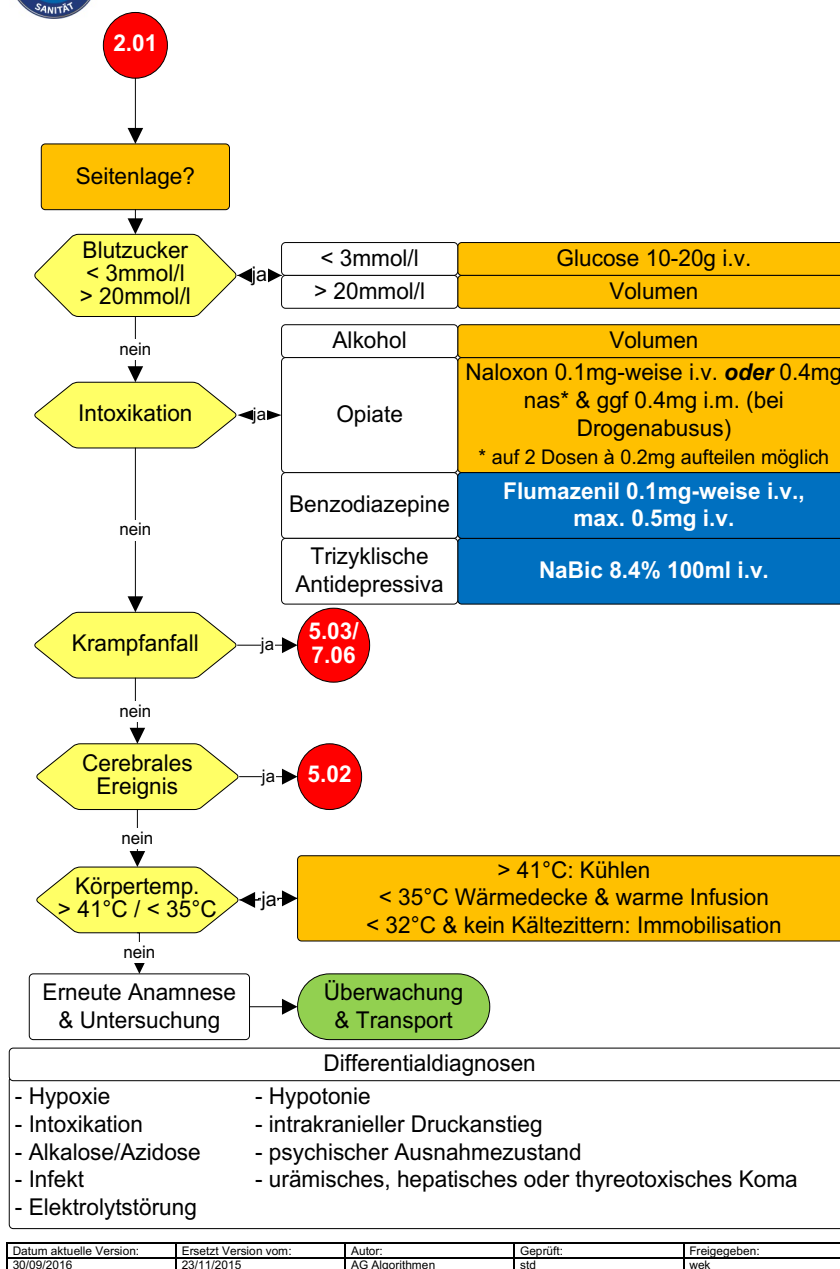 SANITÄT
2.01
Seitenlage?
Blutzucker
< 3mmol/l
> 20mmol/l
ja
< 3mmol/l
Glucose 10-20g i.v.
> 20mmol/l
Volumen
nein
Intoxikation
ja
Alkohol
Volumen
Opiate
Naloxon 0.1mg-weise i.v. oder 0.4mg
nas* & ggf 0.4mg i.m. (bei
Drogenabusus)
* auf 2 Dosen à 0.2mg aufteilen möglich
Benzodiazepine
Flumazenil 0.1mg-weise i.v.,
max. 0.5mg i.v.
Trizyklische
Antidepressiva
NaBic 8.4% 100ml i.v.
nein
Krampfanfall
ja
5.03/
7.06
nein
Cerebrales
Ereignis
ja
5.02
nein
Körpertemp.
> 41°C / < 35°C
ja
> 41°C: Kühlen
< 35°C Wärmedecke & warme Infusion
< 32°C & kein Kältezittern: Immobilisation
nein
Erneute Anamnese
& Untersuchung
Überwachung
& Transport
Differentialdiagnosen
- Hypoxie
- Intoxikation
- Alkalose/Azidose
- Infekt
- Elektrolytstörung
- Hypotonie
- intrakranieller Druckanstieg
- psychischer Ausnahmezustand
- urämisches, hepatisches oder thyreotoxisches Koma
Datum aktuelle Version: Ersetzt Version vom: Autor: Geprüft: Freigegeben:
30/09/2016 23/11/2015 AG Algorithmen std wek